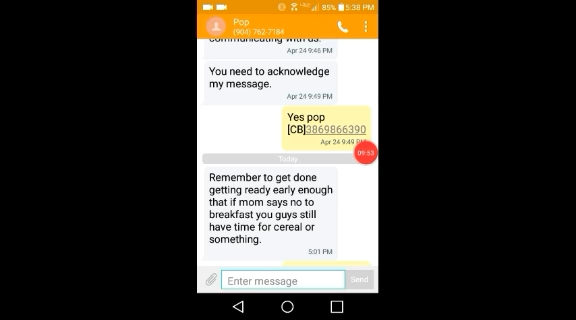 85% 5:38 PM
Pop
(904) 762-7184
communicating with us.
Apr 24 9:46 PM
You need to acknowledge
my message.
Apr 24 9:49 PM
Yes pop
[CB]3869866390
Apr 24 9:49 PM
09:53
Today
Remember to get done
getting ready early enough
that if mom says no to
breakfast you guys still
have time for cereal or
something.
5:01 PM
Enter message
Send